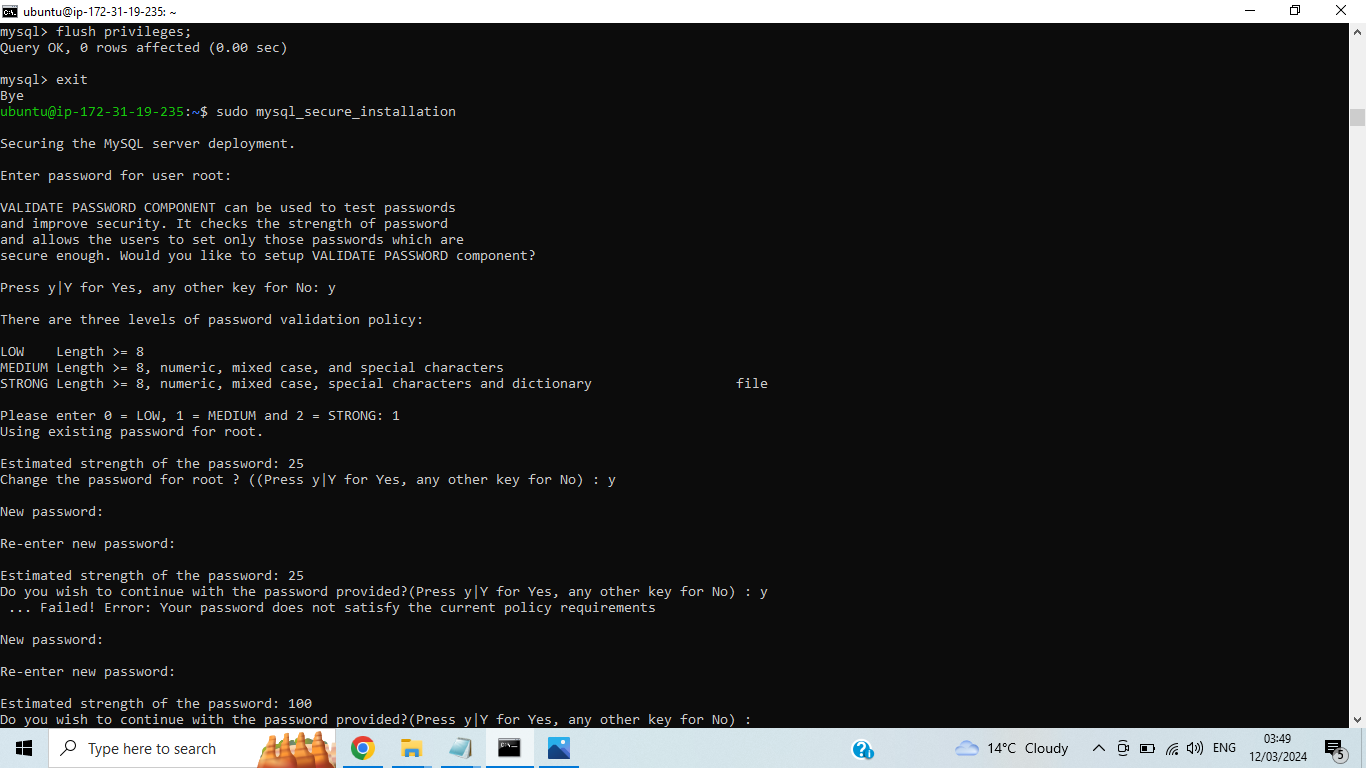 ubuntu@ip-172-31-19-235: ~
mysql> flush privileges;
Query OK, 0 rows affected (0.00 sec)
mysql> exit
Bye
ubuntu@ip-172-31-19-235:~$ sudo mysql_secure_installation
Securing the MySQL server deployment.
Enter password for user root:
VALIDATE PASSWORD COMPONENT can be used to test passwords
and improve security. It checks the strength of password
and allows the users to set only those passwords which are
secure enough. Would you like to setup VALIDATE PASSWORD component?
Press y|Y for Yes, any other key for No: y
There are three levels of password validation policy:
LOW    Length >= 8
MEDIUM Length >= 8, numeric, mixed case, and special characters
STRONG Length >= 8, numeric, mixed case, special characters and dictionary                  file
Please enter 0 = LOW, 1 = MEDIUM and 2 = STRONG: 1
Using existing password for root.
Estimated strength of the password: 25
Change the password for root ? ((Press y|Y for Yes, any other key for No) : y
New password:
Re-enter new password:
Estimated strength of the password: 25
Do you wish to continue with the password provided?(Press y|Y for Yes, any other key for No) : y
 ... Failed! Error: Your password does not satisfy the current policy requirements
New password:
Re-enter new password:
Estimated strength of the password: 100
Do you wish to continue with the password provided?(Press y|Y for Yes, any other key for No) :
Type here to search
14°C Cloudy
ENG
03:49
12/03/2024
5